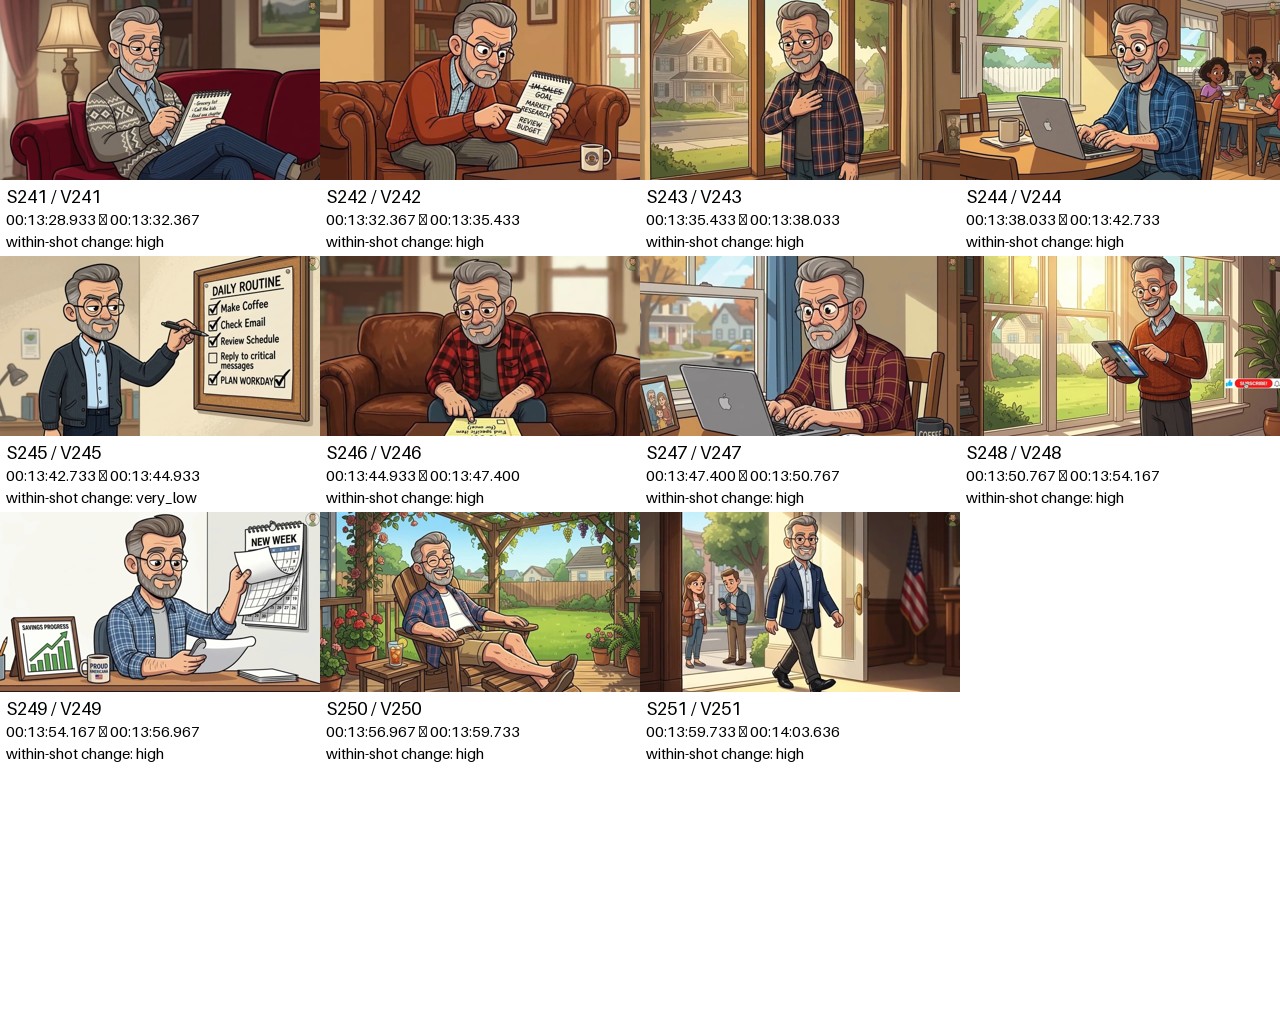 - Grocery list
- Call the kids
1M SALES
GOAL
MARKET
RESEARCH
REVIEW
BUDGET
S241 / V241
00:13:28.933 00:13:32.367
within-shot change: high
S242 / V242
00:13:32.367 00:13:35.433
within-shot change: high
S243 / V243
00:13:35.433 00:13:38.033
within-shot change: high
S244 / V244
00:13:38.033 00:13:42.733
within-shot change: high
DAILY ROUTINE
Make Coffee
Check Email
Review Schedule
Reply to critical
messages
PLAN WORKDAY
Find specific item
COFFEE
SUBSCRIBE
S245 / V245
00:13:42.733 00:13:44.933
within-shot change: very_low
S246 / V246
00:13:44.933 00:13:47.400
within-shot change: high
S247 / V247
00:13:47.400 00:13:50.767
within-shot change: high
S248 / V248
00:13:50.767 00:13:54.167
within-shot change: high
SAVINGS PROGRESS
PROUD
AMERICANA
NEW WEEK
S249 / V249
00:13:54.167 00:13:56.967
within-shot change: high
S250 / V250
00:13:56.967 00:13:59.733
within-shot change: high
S251 / V251
00:13:59.733 00:14:03.636
within-shot change: high